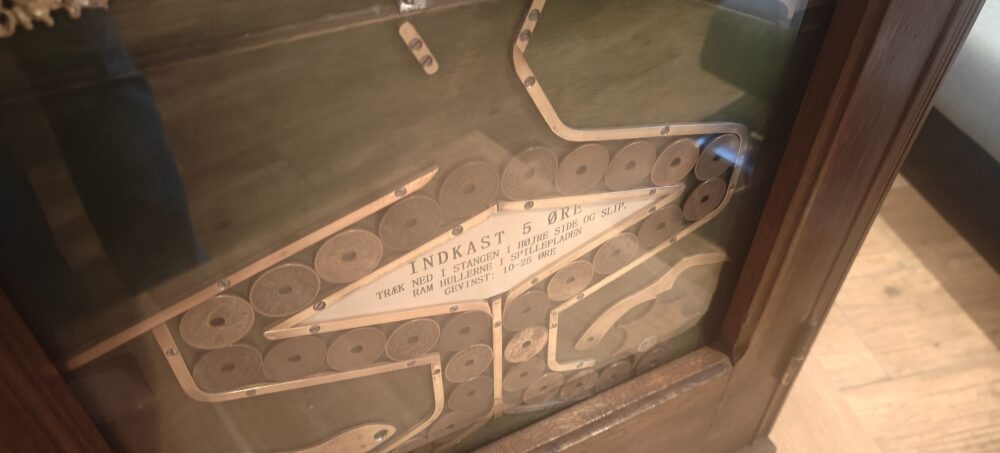 INDKAST 5 ØRE
TRÆK NED I STANGEN I HØJRE SIDE OG SLIP.
RAM HULLERNE I SPILLEPLADEN
GEVINST: 10-25 ØRE